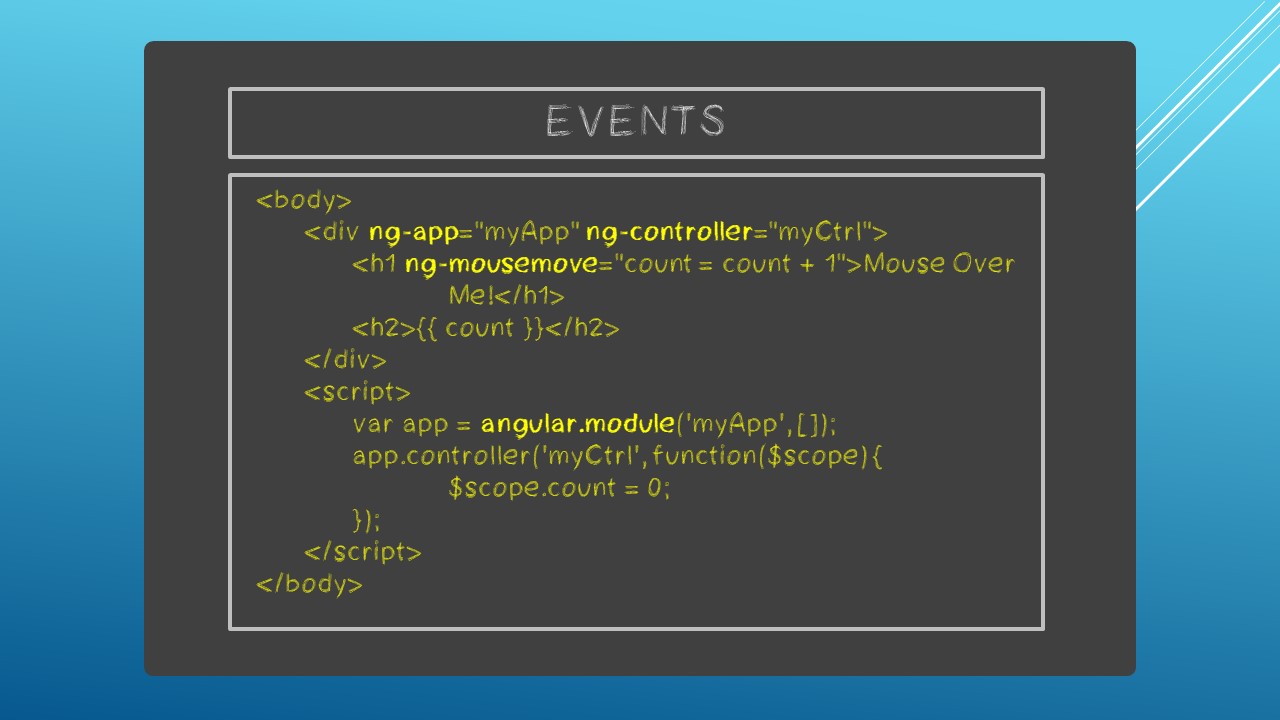 EVENTS
<body>
<div ng-app="myApp" ng-controller="myCtrl">
<h1 ng-mousemove="count = count + 1">Mouse Over
Me!</h1>
<h2>{{ count }}</h2>
</div>
<script>
var app = angular.module('myApp',[]);
app.controller('myCtrl',function($scope){
$scope.count = 0;
});
</script>
</body>